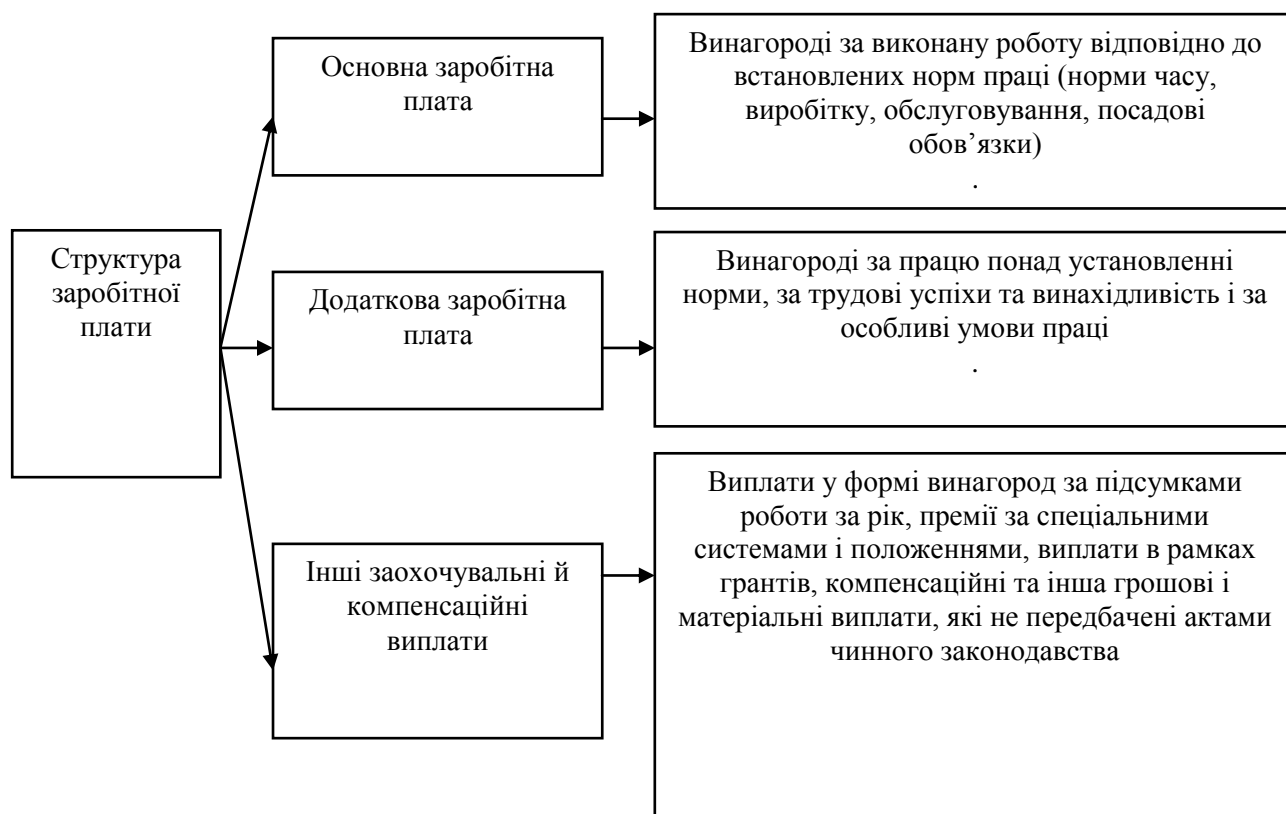 Структура
заробітної
плати
Основна заробітна
плата
Винагороді за виконану роботу відповідно до
встановлених норм праці (норми часу,
виробітку, обслуговування, посадові
обов’язки)
.
Додаткова заробітна
плата
Винагороді за працю понад установленні
норми, за трудові успіхи та винахідливість і за
особливі умови праці
.
Інші заохочувальні й
компенсаційні
виплати
Виплати у формі винагород за підсумками
роботи за рік, премії за спеціальними
системами і положеннями, виплати в рамках
грантів, компенсаційні та інша грошові і
матеріальні виплати, які не передбачені актами
чинного законодавства